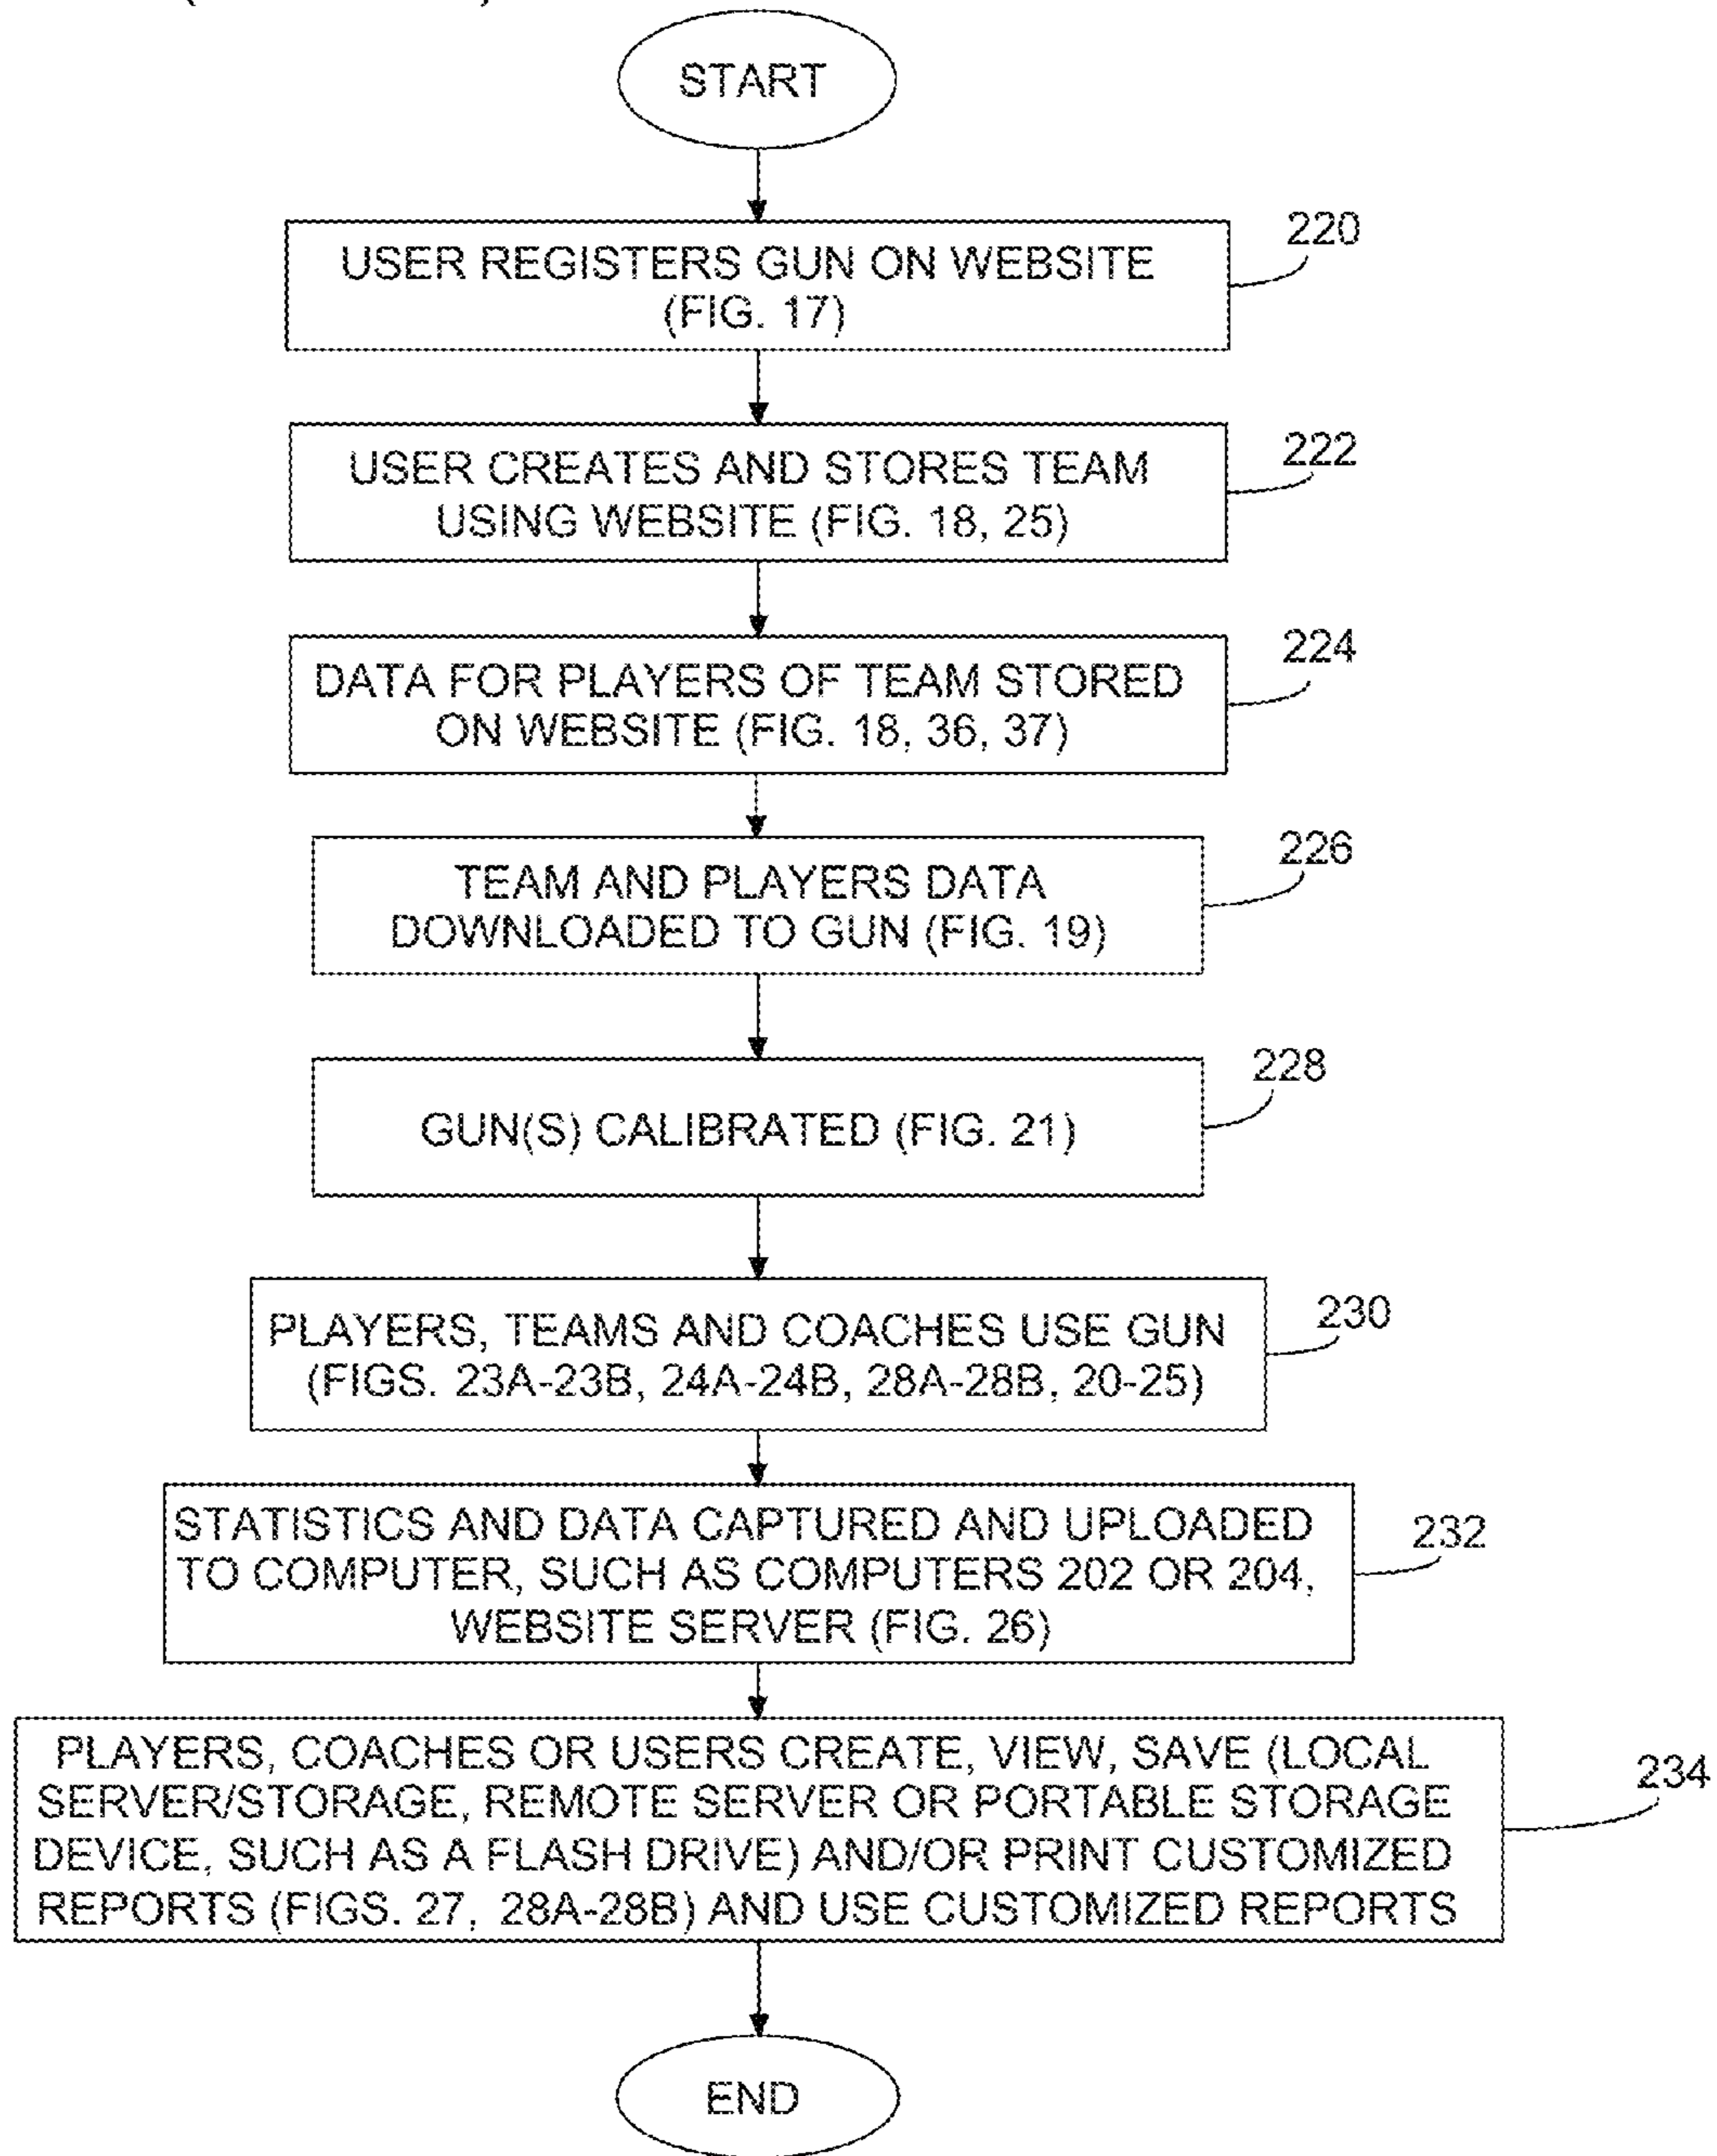 START
USER REGISTERS GUN ON WEBSITE
(FIG. 17)
220
USER CREATES AND STORES TEAM
USING WEBSITE (FIG. 18, 25)
222
DATA FOR PLAYERS OF TEAM STORED
ON WEBSITE (FIG. 18, 36, 37)
224
TEAM AND PLAYERS DATA
DOWNLOADED TO GUN (FIG. 19)
226
GUN(S) CALIBRATED (FIG. 21)
228
PLAYERS, TEAMS AND COACHES USE GUN
(FIGS. 23A-23B, 24A-24B, 28A-28B, 20-25)
230
STATISTICS AND DATA CAPTURED AND UPLOADED
TO COMPUTER, SUCH AS COMPUTERS 202 OR 204,
WEBSITE SERVER (FIG. 26)
232
PLAYERS, COACHES OR USERS CREATE, VIEW, SAVE (LOCAL
SERVER/STORAGE, REMOTE SERVER OR PORTABLE STORAGE
DEVICE, SUCH AS A FLASH DRIVE) AND/OR PRINT CUSTOMIZED
REPORTS (FIGS. 27, 28A-28B) AND USE CUSTOMIZED REPORTS
234
END